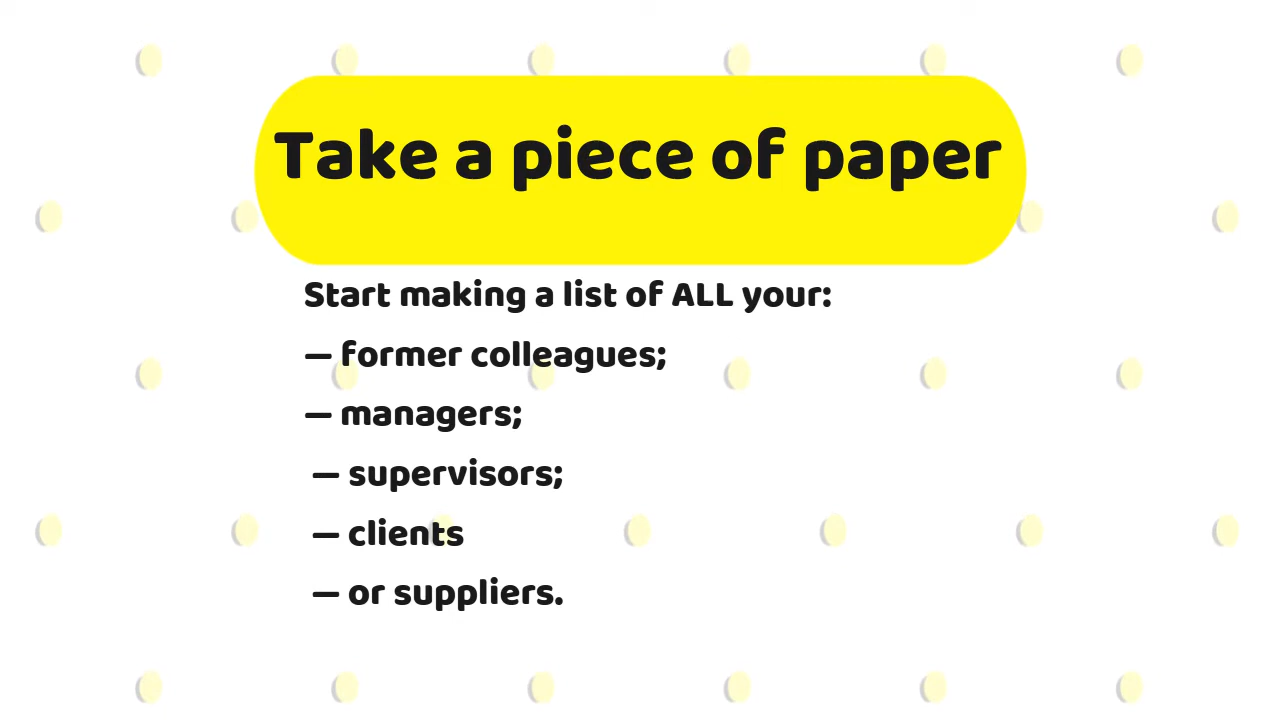 Take a piece of paper
Start making a list of ALL your:
— former colleagues;
— managers;
— supervisors;
— clients
— or suppliers.